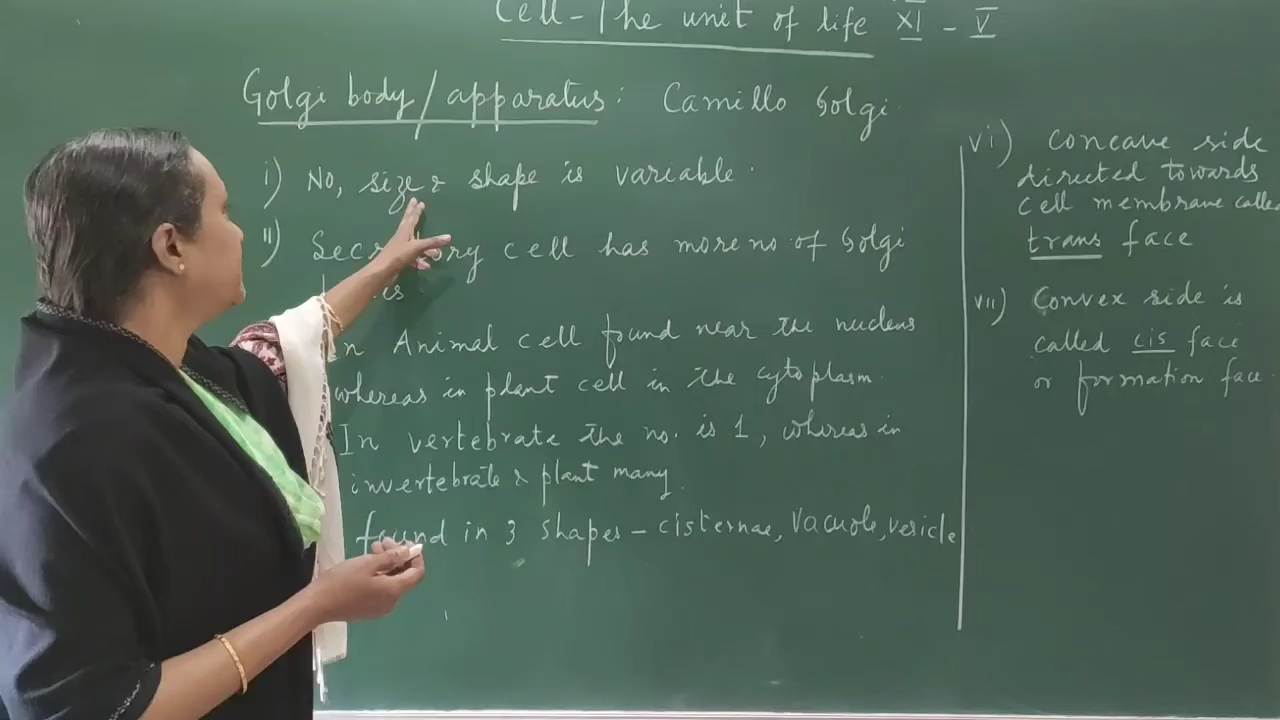 Cell - The unit of life XI - V
Golgi body / apparatus : Camillo Golgi
i) No, size & shape is variable.
ii) Secretory cell has more no. of Golgi
In Animal cell found near the nucleus
whereas in plant cell in the cytoplasm.
In vertebrate the no. is 1, whereas in
invertebrate & plant many.
found in 3 shapes - cisternae, Vacuole, vesicle
vi) Concave side
directed towards
cell membrane called
trans face
vii) Convex side is
called cis face
or formation face